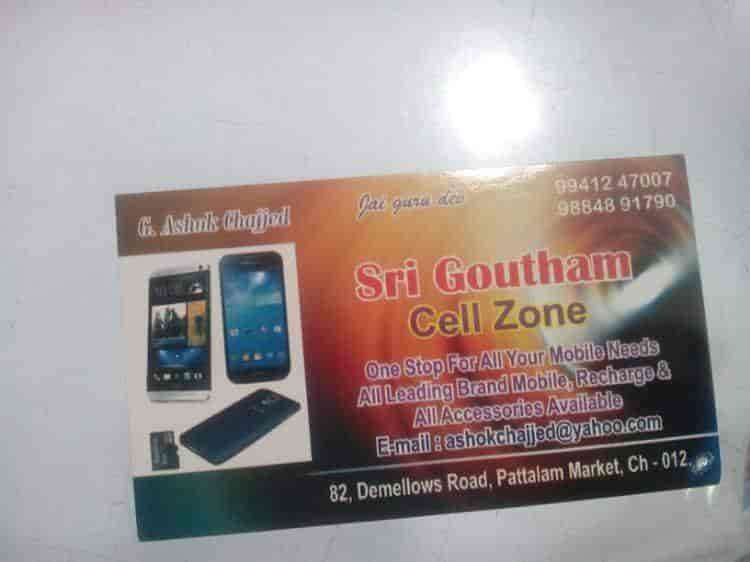 G. Ashok Chajjed
Jai guru dev
99412 47007
98848 91790
Sri Goutham
Cell Zone
One Stop For All Your Mobile Needs
All Leading Brand Mobile, Recharge &
All Accessories Available
E-mail : ashokchajjed@yahoo.com
82, Demellows Road, Pattalam Market, Ch - 012.